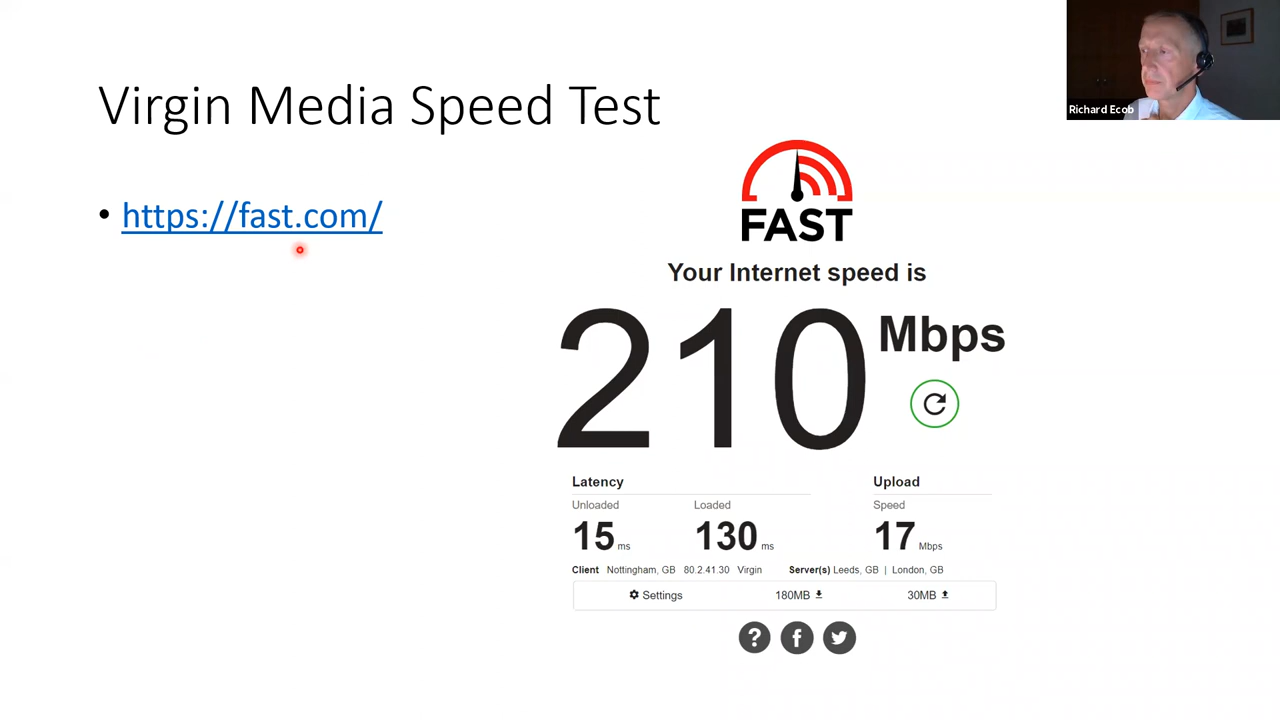 Richard Ecob
Virgin Media Speed Test
• https://fast.com/
FAST
Your Internet speed is
210 Mbps
Latency Upload
Unloaded Loaded Speed
15 ms 130 ms 17 Mbps
Client Nottingham, GB 80.2.41.30 Virgin Server(s) Leeds, GB | London, GB
Settings 180MB 30MB
?